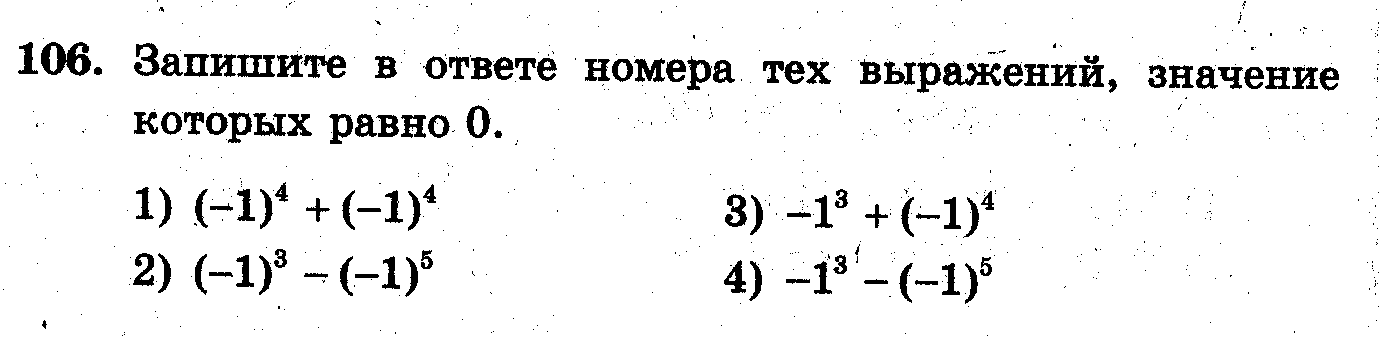 106. Запишите в ответе номера тех выражений, значение
которых равно 0.
1) (–1)⁴ + (–1)⁴
2) (–1)³ – (–1)⁵
3) –1³ + (–1)⁴
4) –1³ – (–1)⁵